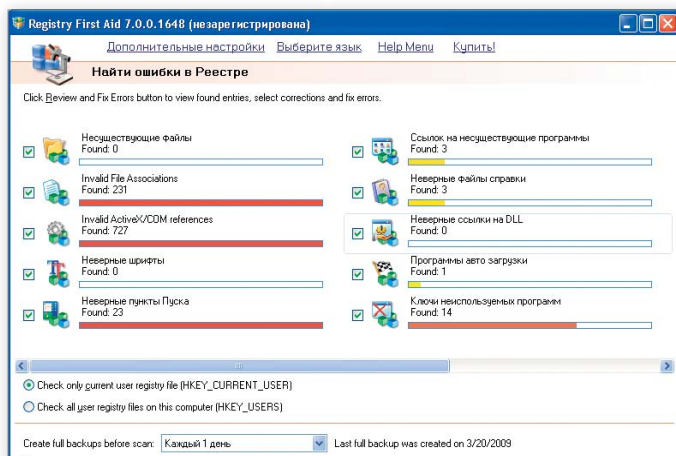 Registry First Aid 7.0.0.1648 (незарегистрирована)
Дополнительные настройки Выберите язык Help Menu Купить!
Найти ошибки в Реестре
Click Review and Fix Errors button to view found entries, select corrections and fix errors.
Несуществующие файлы
Found: 0
Invalid File Associations
Found: 231
Invalid ActiveX/COM references
Found: 727
Неверные шрифты
Found: 0
Неверные пункты Пуска
Found: 23
Ссылок на несуществующие программы
Found: 3
Неверные файлы справки
Found: 3
Неверные ссылки на DLL
Found: 0
Программы авто загрузки
Found: 1
Ключи неиспользуемых программ
Found: 14
Check only current user registry file (HKEY_CURRENT_USER)
Check all user registry files on this computer (HKEY_USERS)
Create full backups before scan: Каждый 1 день Last full backup was created on 3/20/2009